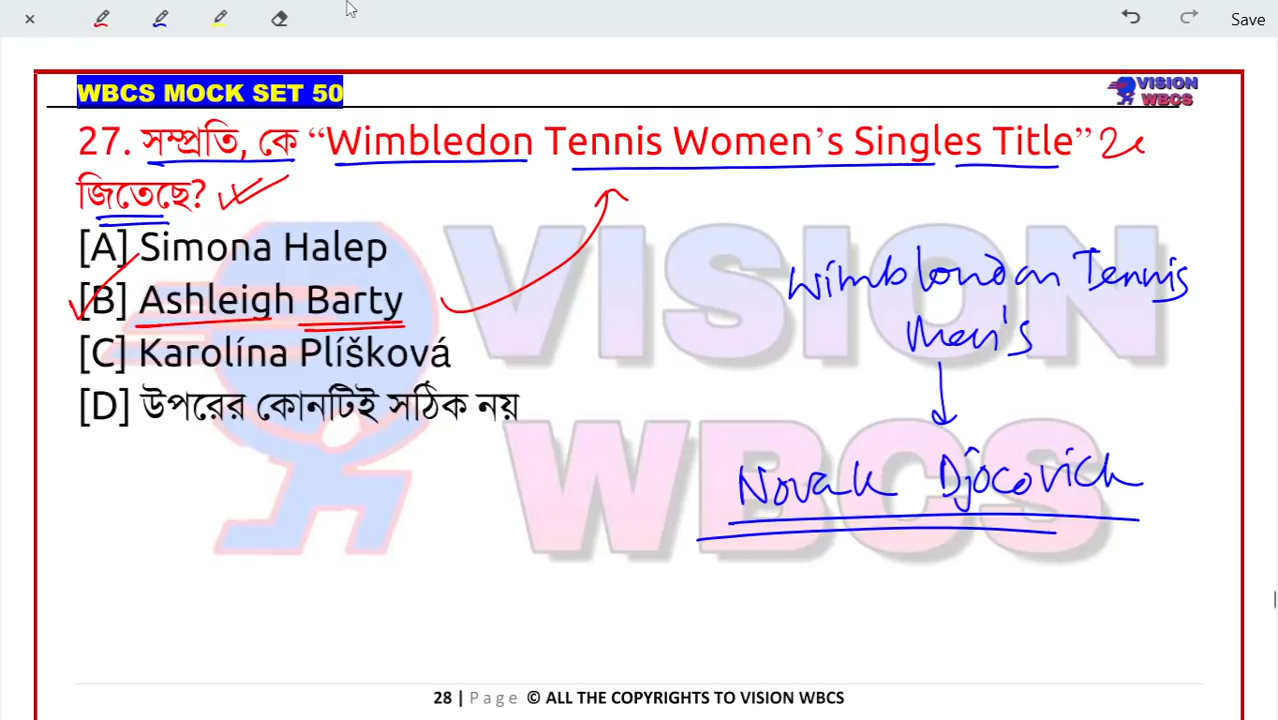 Save
WBCS MOCK SET 50
VISION
WBCS
27. সম্প্রতি, কে “Wimbledon Tennis Women’s Singles Title”
জিতেছে?
[A] Simona Halep
[B] Ashleigh Barty
[C] Karolína Plíšková
[D] উপরের কোনটিই সঠিক নয়
Wimblondon Tennis
Men's
Novak Djocovich
VISION
WBCS
28 | Page © ALL THE COPYRIGHTS TO VISION WBCS